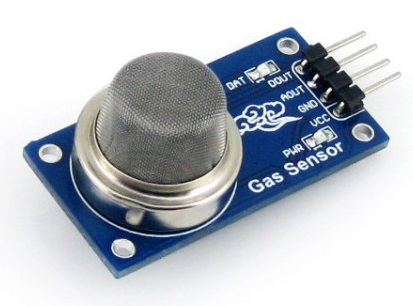 DAT
DOUT
AOUT
GND
VCC
PWR
Gas Sensor